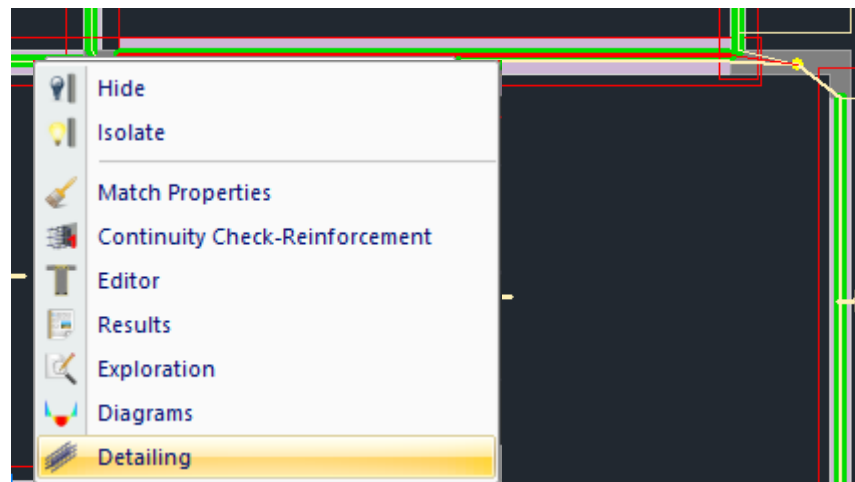 Hide
Isolate
Match Properties
Continuity Check-Reinforcement
Editor
Results
Exploration
Diagrams
Detailing